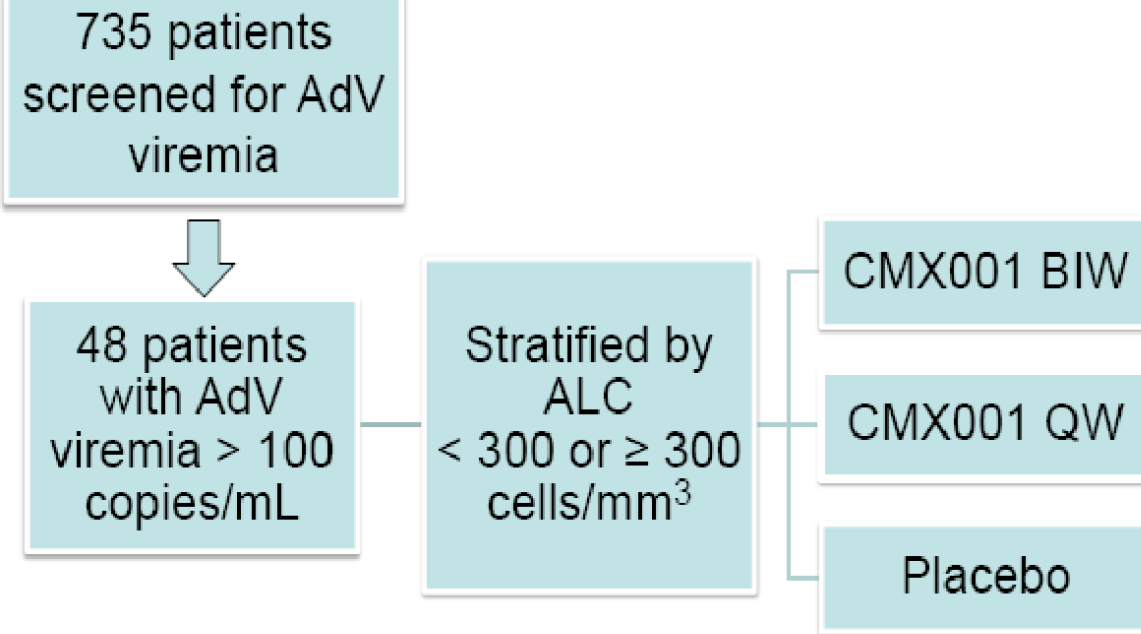 735 patients
screened for AdV
viremia
48 patients
with AdV
viremia > 100
copies/mL
Stratified by
ALC
< 300 or ≥ 300
cells/mm³
CMX001 BIW
CMX001 QW
Placebo